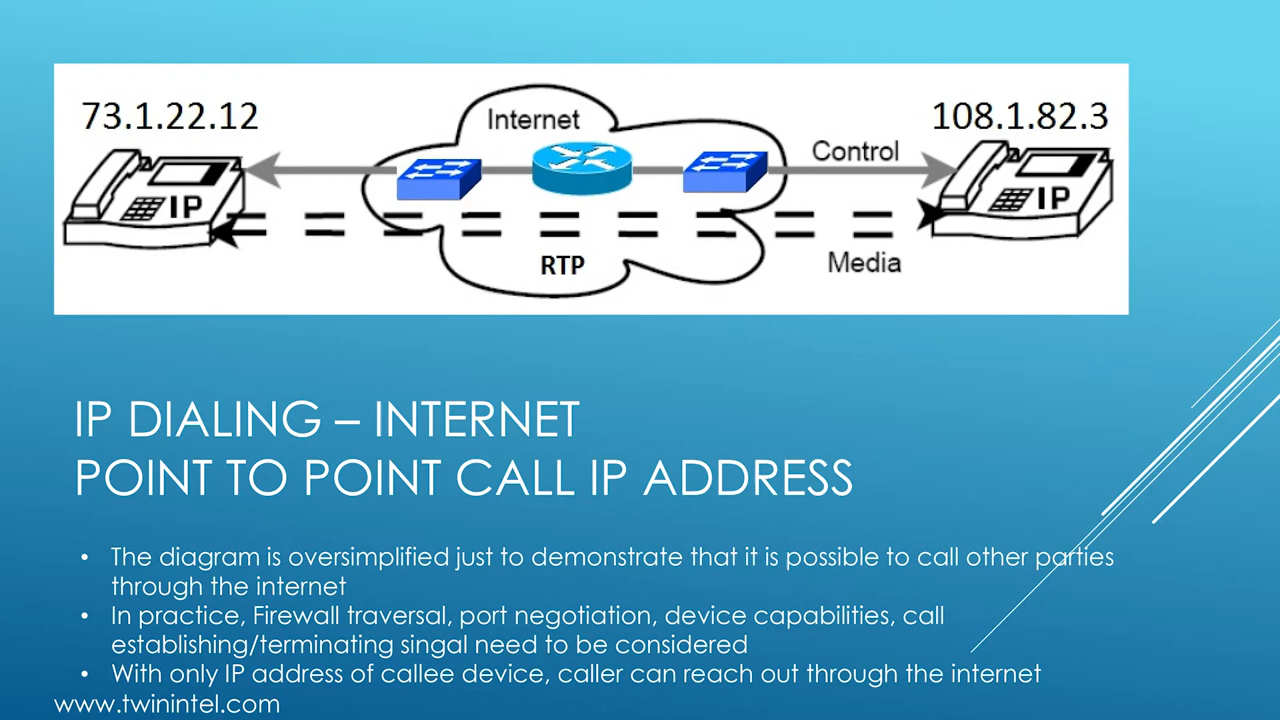 73.1.22.12
108.1.82.3
Internet
Control
IP
IP
RTP
Media
IP DIALING – INTERNET
POINT TO POINT CALL IP ADDRESS
• The diagram is oversimplified just to demonstrate that it is possible to call other parties
through the internet
• In practice, Firewall traversal, port negotiation, device capabilities, call
establishing/terminating singal need to be considered
• With only IP address of callee device, caller can reach out through the internet
www.twinintel.com